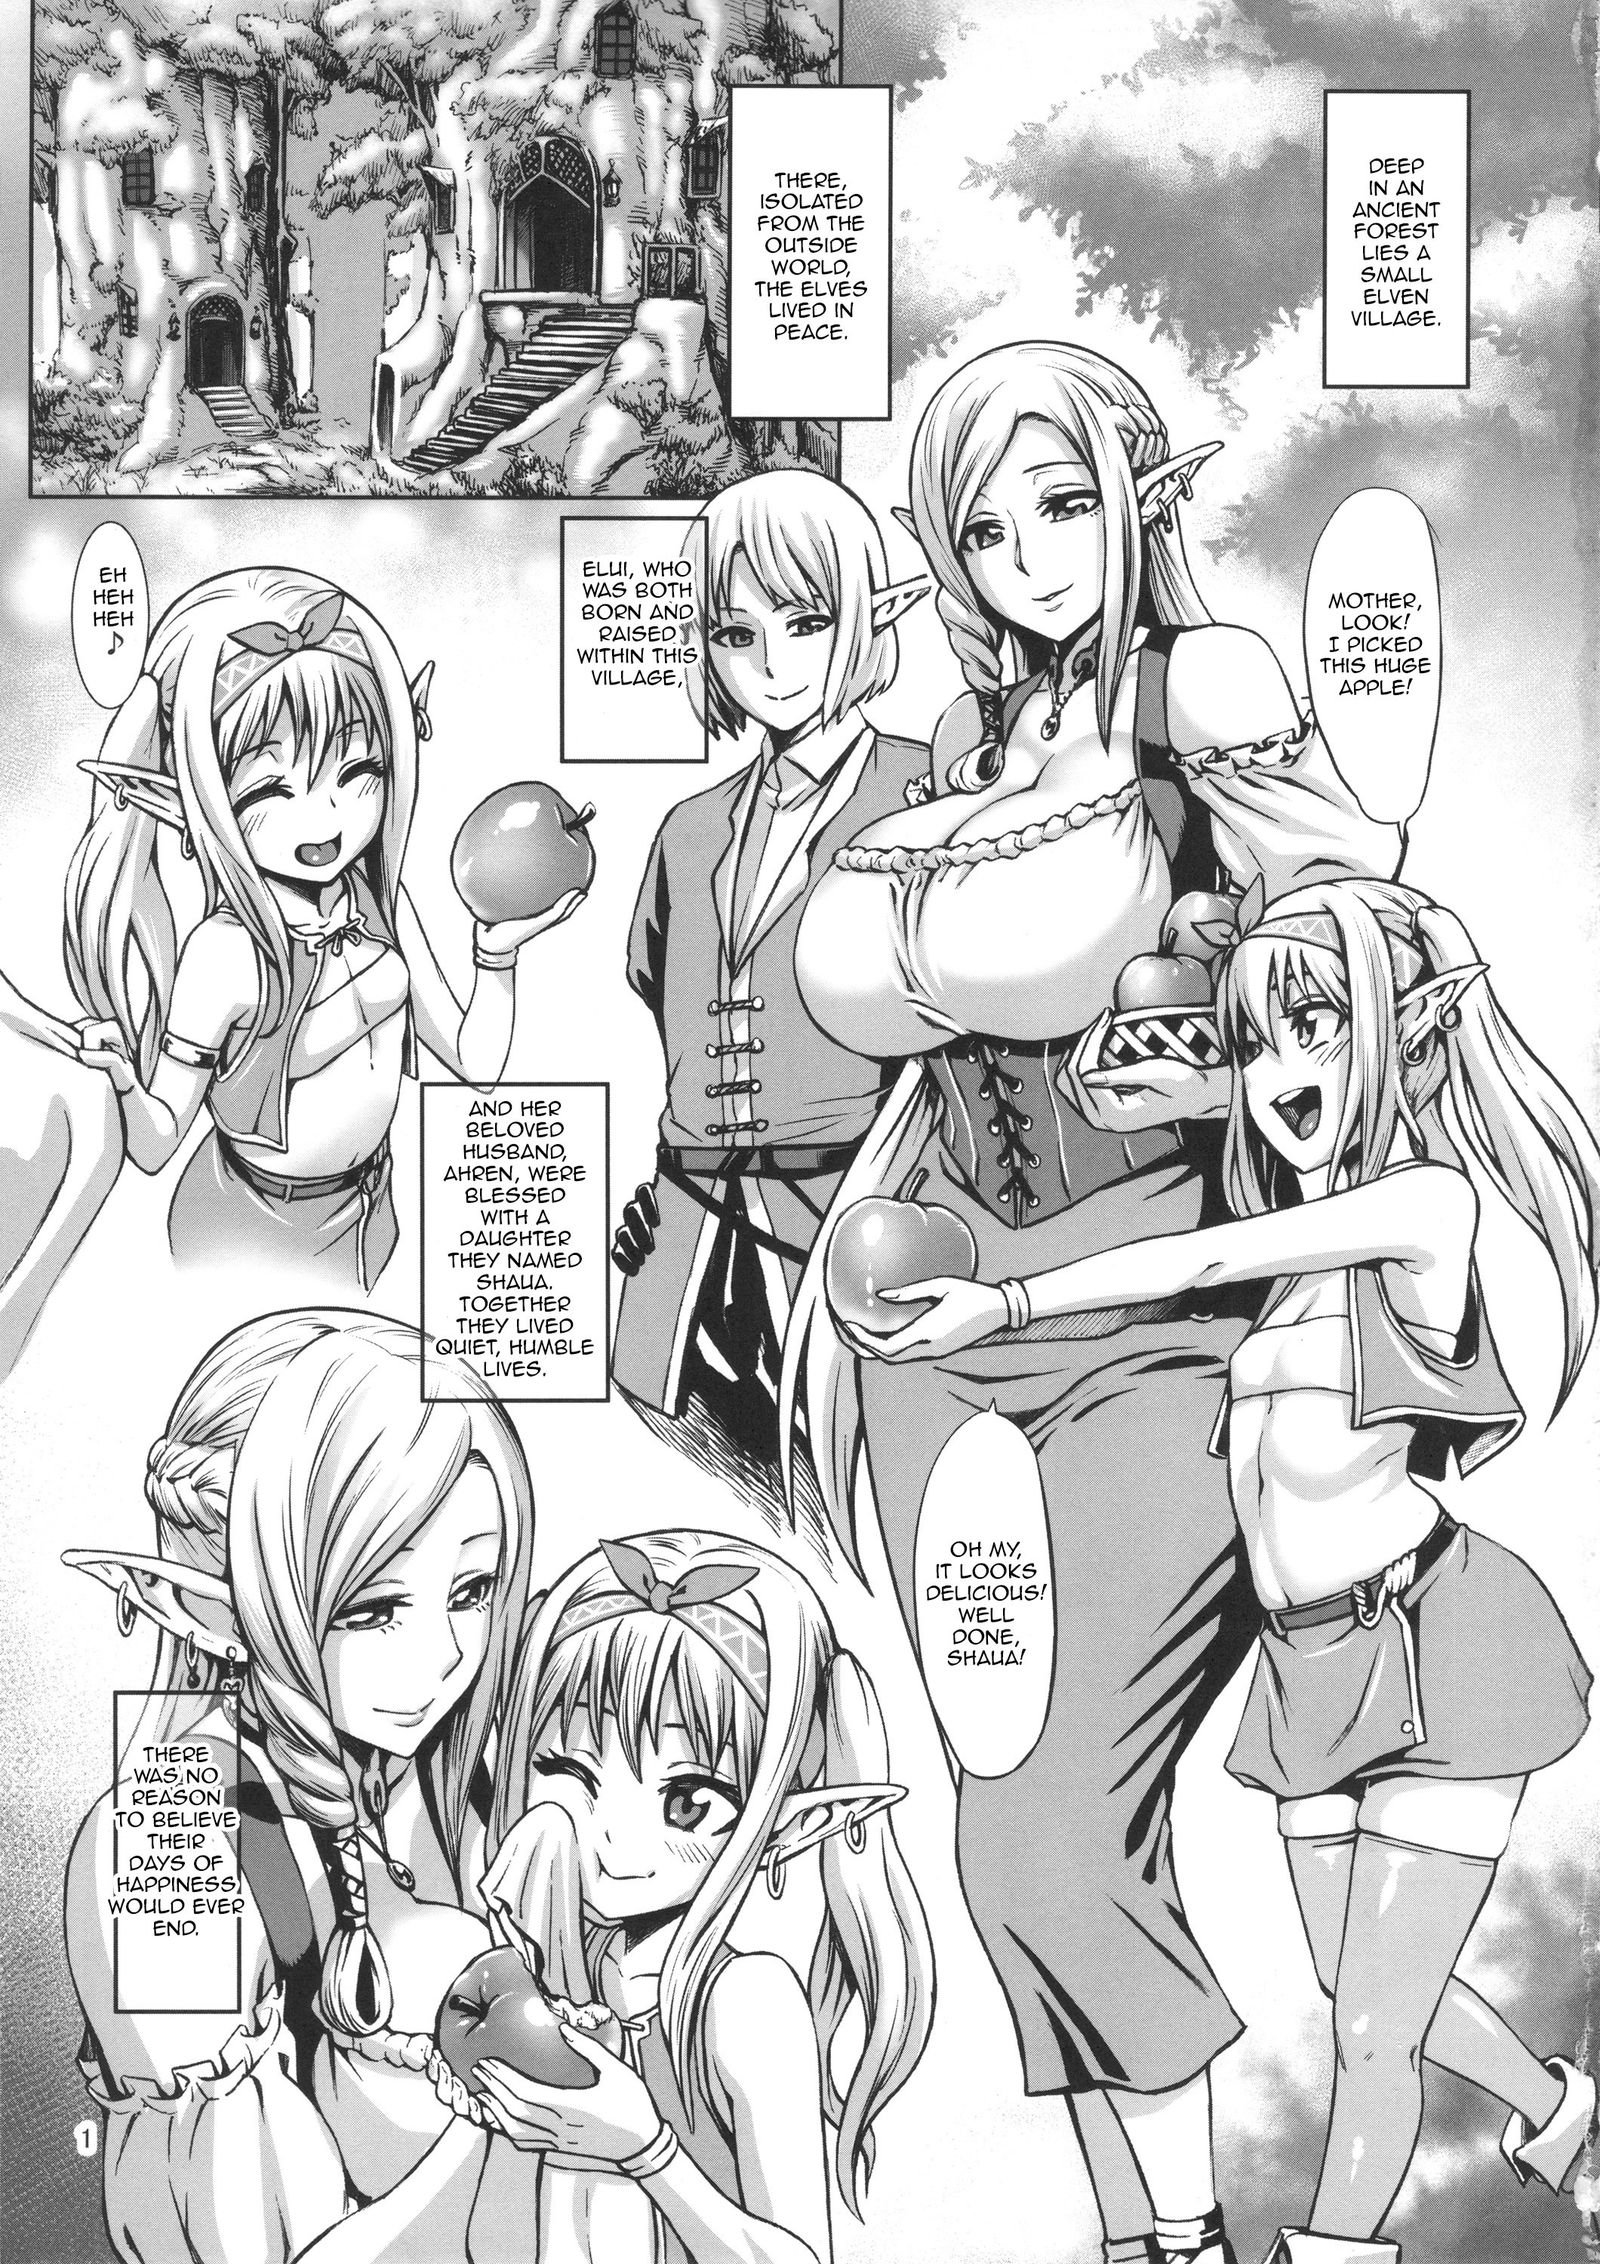 DEEP
IN AN
ANCIENT
FOREST
LIES A
SMALL
ELVEN
VILLAGE.
THERE,
ISOLATED
FROM THE
OUTSIDE
WORLD,
THE ELVES
LIVED IN
PEACE.
MOTHER,
LOOK!
I PICKED
THIS HUGE
APPLE!
ELUI, WHO
WAS BOTH
BORN AND
RAISED
WITHIN THIS
VILLAGE,
EH
HEH
HEH
♪
AND HER
BELOVED
HUSBAND,
AHREN, WERE
BLESSED
WITH A
DAUGHTER
THEY NAMED
SHAUA.
TOGETHER
THEY LIVED
QUIET, HUMBLE
LIVES.
OH MY,
IT LOOKS
DELICIOUS!
WELL
DONE,
SHAUA!
THERE
WAS NO
REASON
TO BELIEVE
THEIR
DAYS OF
HAPPINESS
WOULD EVER
END.
1